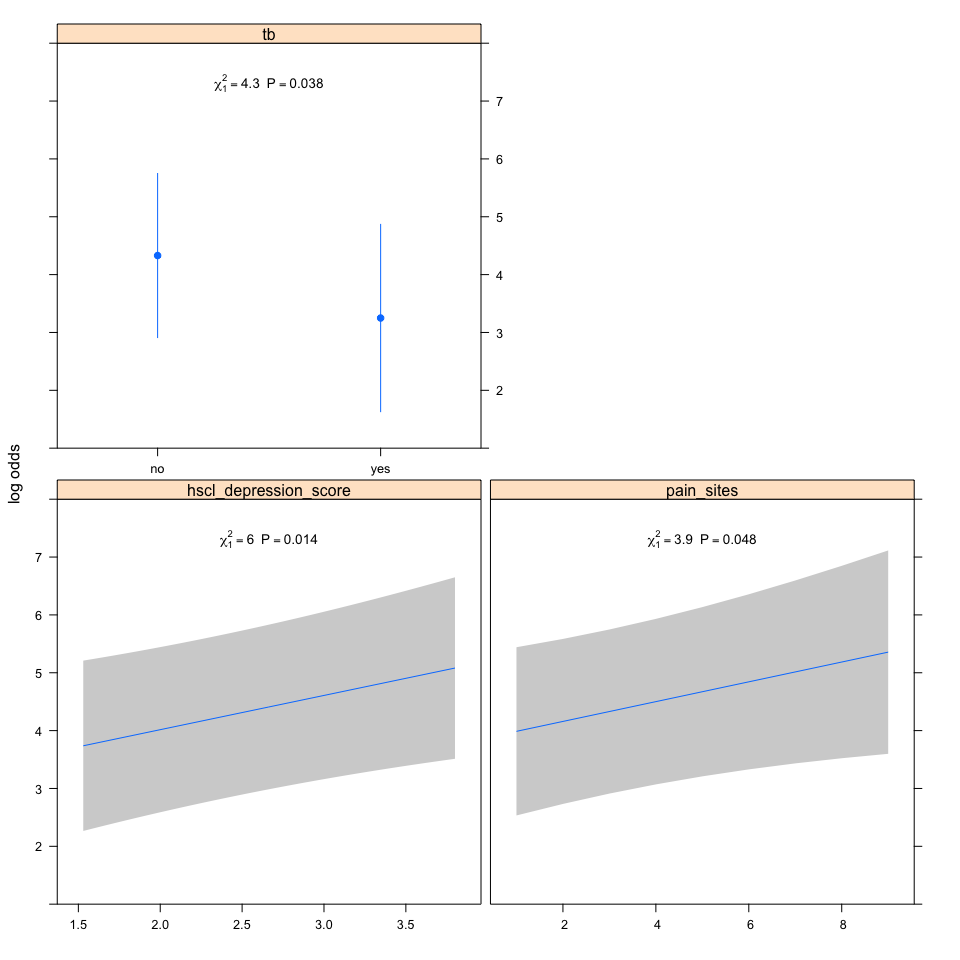 tb
χ²₁ = 4.3 P = 0.038
7
6
5
4
3
2
no yes
log odds
hscl_depression_score pain_sites
χ²₁ = 6 P = 0.014 χ²₁ = 3.9 P = 0.048
7
6
5
4
3
2
1.5 2.0 2.5 3.0 3.5 2 4 6 8